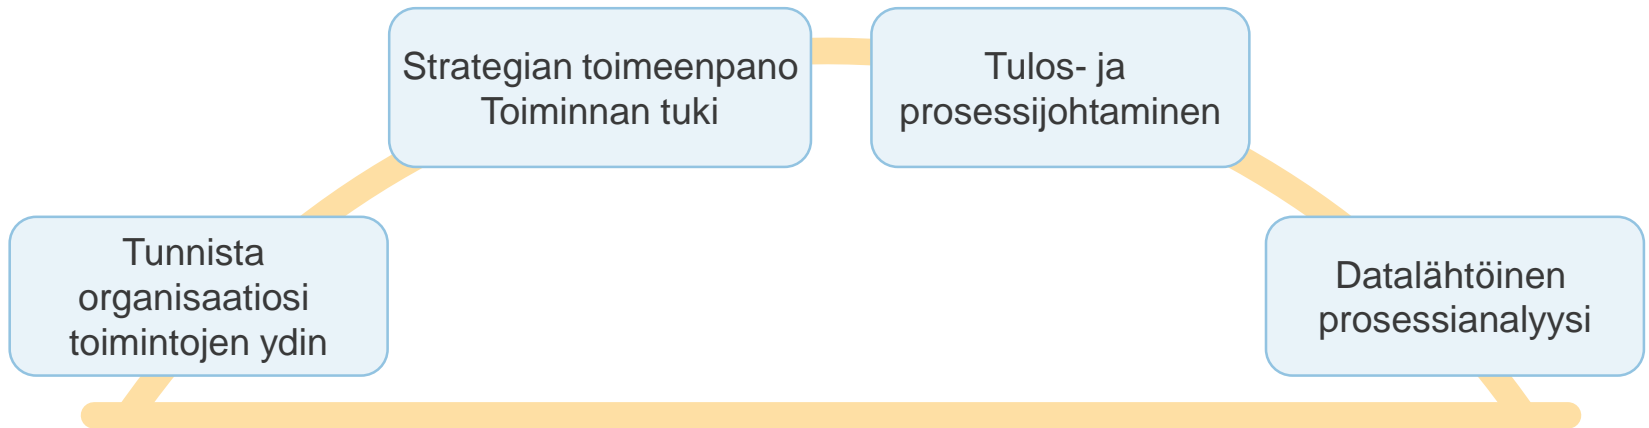 Strategian toimeenpano
Toiminnan tuki
Tulos- ja
prosessijohtaminen
Tunnista
organisaatiosi
toimintojen ydin
Datalähtöinen
prosessianalyysi